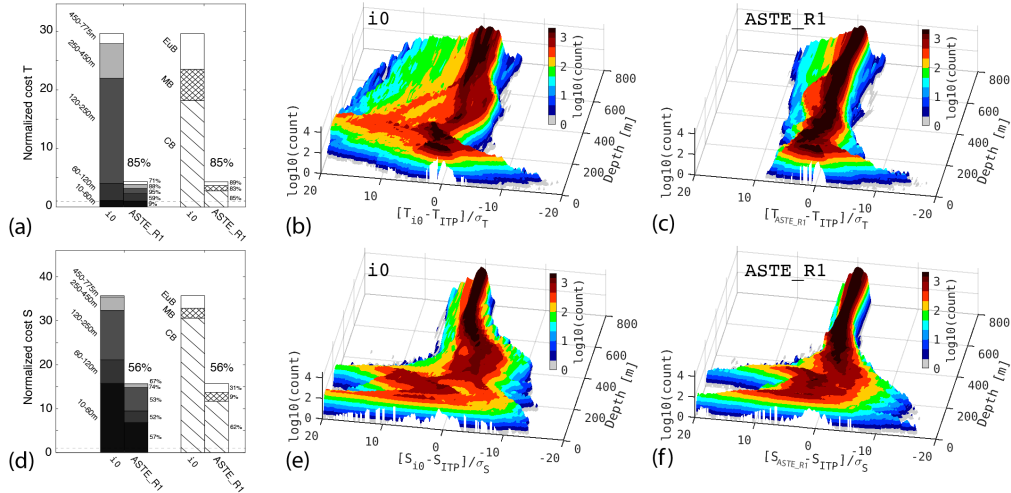 (a)
Normalized cost T
30
20
10
0
450-775m
250-450m
120-250m
60-120m
10-60m
85%
71%
98%
95%
59%
i0
ASTE_R1
EuB
MB
CB
85%
89%
83%
85%
i0
ASTE_R1
(b)
i0
log10(count)
4
2
0
20
10
0
-10
-20
[T_i0-T_ITP]/σ_T
0
200
400
600
800
Depth [m]
3
2
1
0
log10(count)
(c)
ASTE_R1
log10(count)
4
2
0
20
10
0
-10
-20
[T_ASTE_R1-T_ITP]/σ_T
0
200
400
600
800
Depth [m]
3
2
1
0
log10(count)
(d)
Normalized cost S
40
30
20
10
0
450-775m
250-450m
120-250m
60-120m
10-60m
56%
67%
74%
53%
52%
57%
i0
ASTE_R1
EuB
MB
CB
56%
31%
9%
62%
i0
ASTE_R1
(e)
i0
log10(count)
4
2
0
20
10
0
-10
-20
[S_i0-S_ITP]/σ_S
0
200
400
600
800
Depth [m]
3
2
1
0
log10(count)
(f)
ASTE_R1
log10(count)
4
2
0
20
10
0
-10
-20
[S_ASTE_R1-S_ITP]/σ_S
0
200
400
600
800
Depth [m]
3
2
1
0
log10(count)